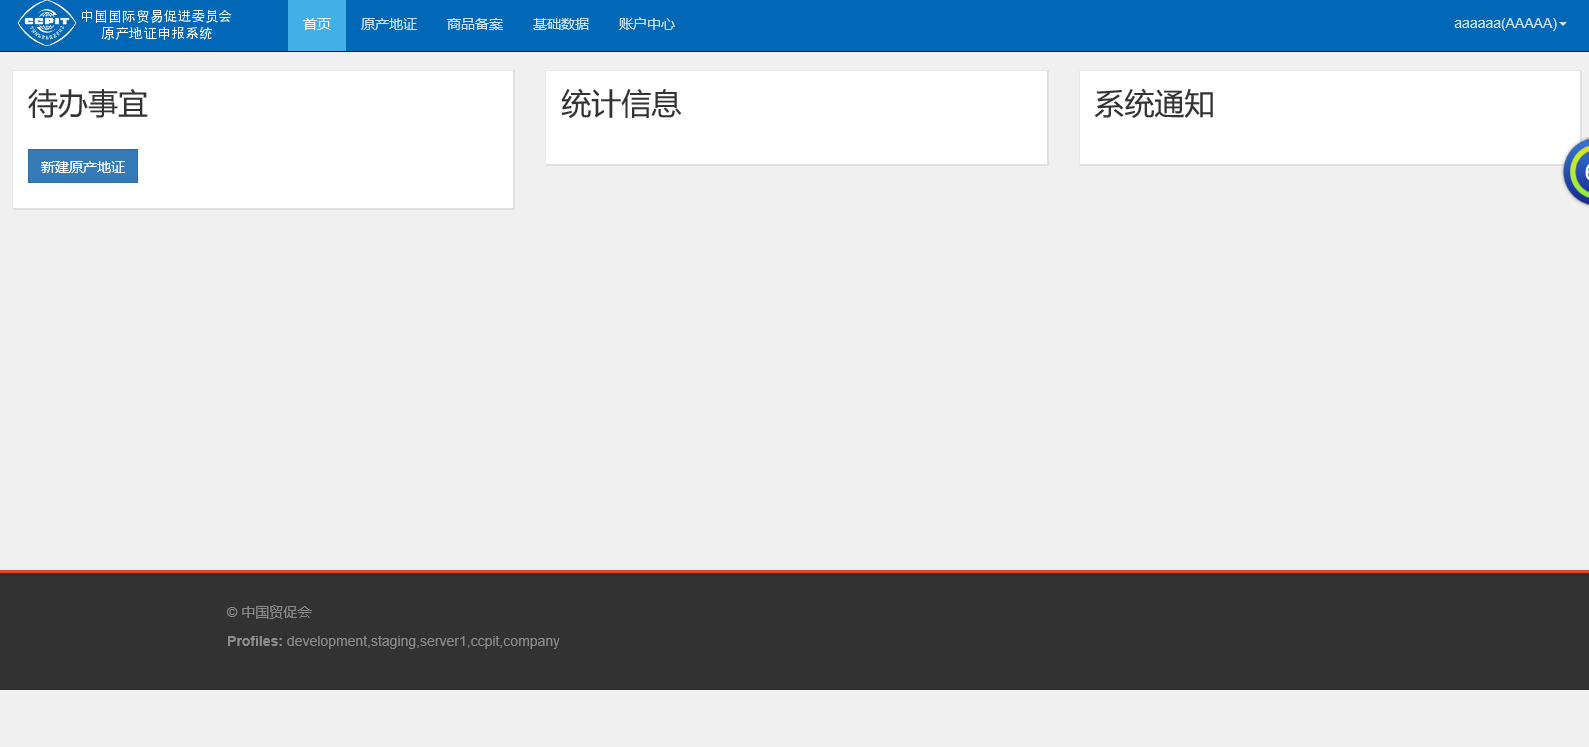 CCPIT
中国国际贸易促进委员会
原产地证申报系统
首页
原产地证
商品备案
基础数据
账户中心
aaaaaa(AAAAA)
待办事宜
新建原产地证
统计信息
系统通知
© 中国贸促会
Profiles: development,staging,server1,ccpit,company